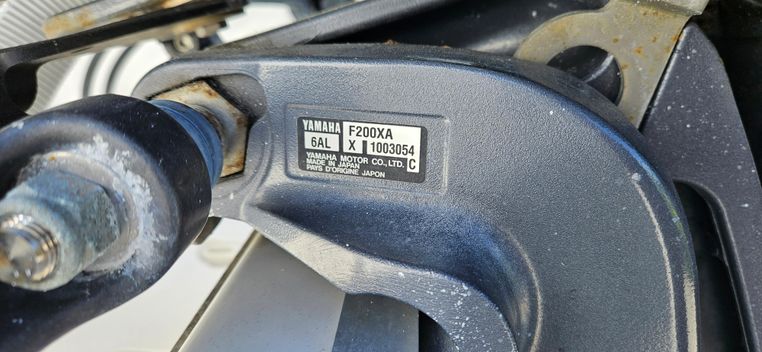 YAMAHA F200XA
6AL X 1003054
YAMAHA MOTOR CO., LTD.
MADE IN JAPAN
PAYS D'ORIGINE JAPON C